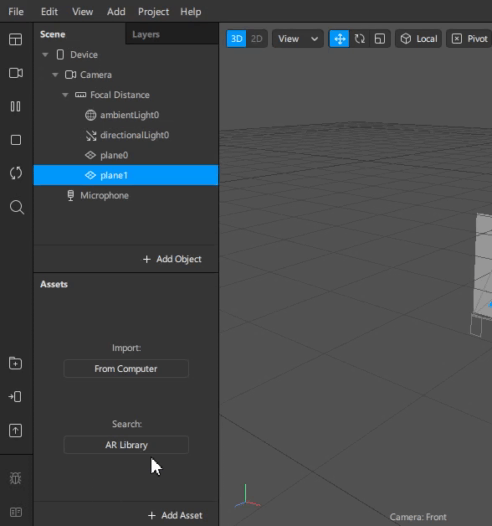 File Edit View Add Project Help
Scene Layers
3D 2D View Local Pivot
Device
Camera
Focal Distance
ambientLight0
directionalLight0
plane0
plane1
Microphone
+ Add Object
Assets
Import:
From Computer
Search:
AR Library
+ Add Asset
Camera: Front